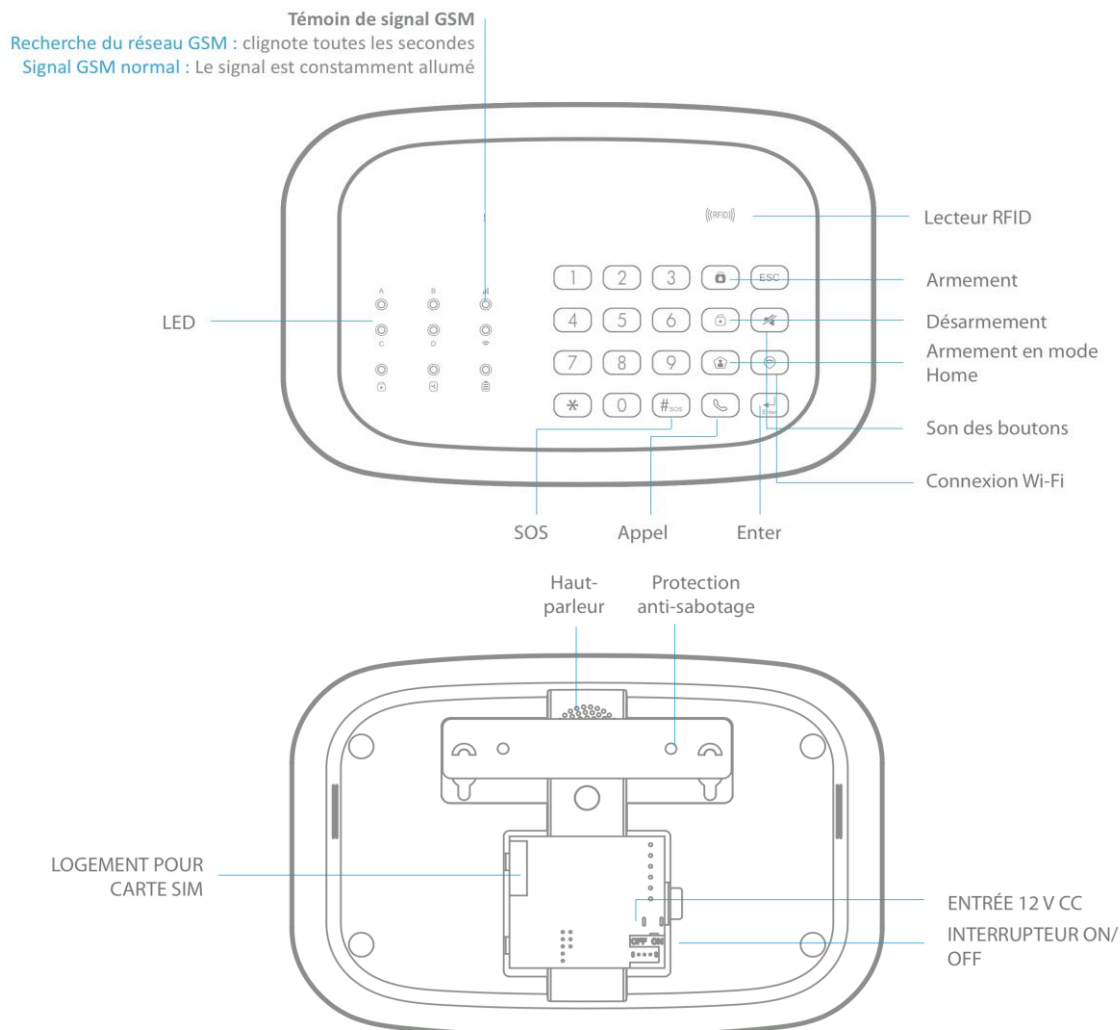 Témoin de signal GSM
Recherche du réseau GSM : clignote toutes les secondes
Signal GSM normal : Le signal est constamment allumé
((((RFID))))
Lecteur RFID
1 2 3 ESC
Armement
A B
LED
4 5 6
Désarmement
C D
7 8 9
Armement en mode
Home
* 0 #SOS Enter
Son des boutons
Connexion Wi-Fi
SOS Appel Enter
Haut-
parleur
Protection
anti-sabotage
LOGEMENT POUR
CARTE SIM
ENTRÉE 12 V CC
OFF ON
INTERRUPTEUR ON/
OFF